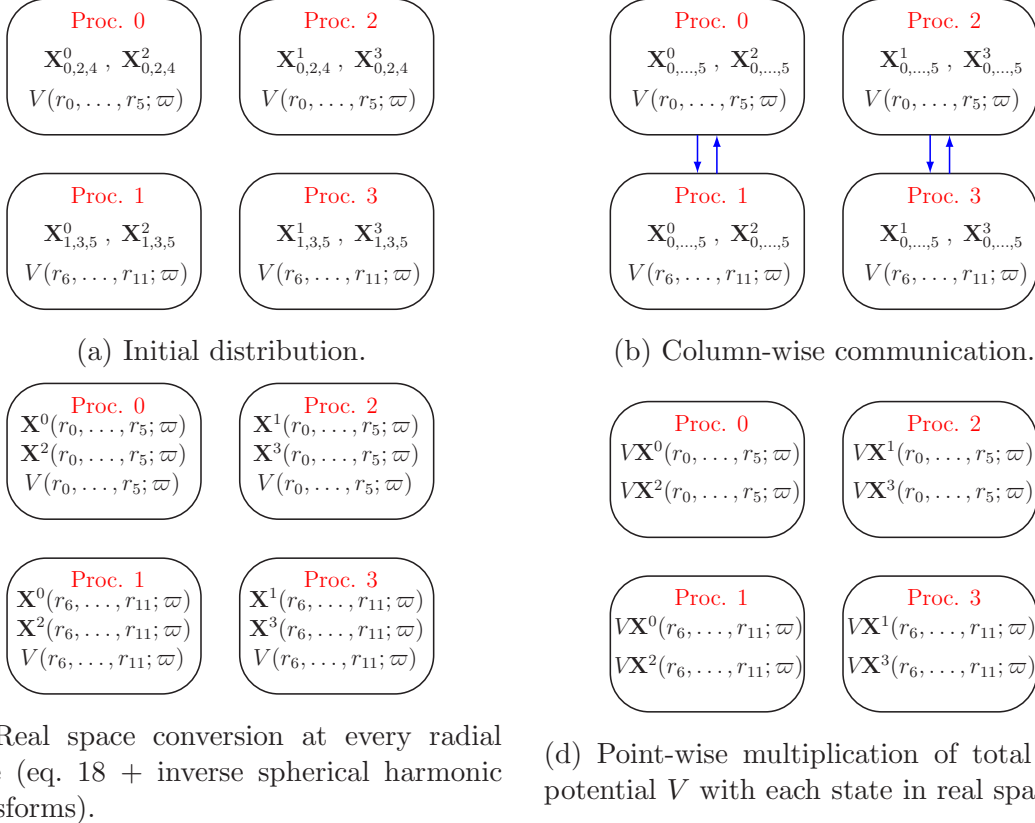 Proc. 0
X^0_{0,2,4} , X^2_{0,2,4}
V(r_0, . . . , r_5; ϖ)
Proc. 2
X^1_{0,2,4} , X^3_{0,2,4}
V(r_0, . . . , r_5; ϖ)
Proc. 1
X^0_{1,3,5} , X^2_{1,3,5}
V(r_6, . . . , r_11; ϖ)
Proc. 3
X^1_{1,3,5} , X^3_{1,3,5}
V(r_6, . . . , r_11; ϖ)
(a) Initial distribution.
Proc. 0
X^0_{0,...,5} X^2_{0,...,5}
V(r_0, . . . , r_5; ϖ)
Proc. 2
X^1_{0,...,5} X^3_{0,...,5}
V(r_0, . . . , r_5; ϖ)
Proc. 1
X^0_{0,...,5} , X^2_{0,...,5}
V(r_6, . . . , r_11; ϖ)
Proc. 3
X^1_{0,...,5} , X^3_{0,...,5}
V(r_6, . . . , r_11; ϖ)
(b) Column-wise communication.
Proc. 0
X^0(r_0, . . . , r_5; ϖ)
X^2(r_0, . . . , r_5; ϖ)
V(r_0, . . . , r_5; ϖ)
Proc. 2
X^1(r_0, . . . , r_5; ϖ)
X^3(r_0, . . . , r_5; ϖ)
V(r_0, . . . , r_5; ϖ)
Proc. 1
X^0(r_6, . . . , r_11; ϖ)
X^2(r_6, . . . , r_11; ϖ)
V(r_6, . . . , r_11; ϖ)
Proc. 3
X^1(r_6, . . . , r_11; ϖ)
X^3(r_6, . . . , r_11; ϖ)
V(r_6, . . . , r_11; ϖ)
Real space conversion at every radial
(eq. 18 + inverse spherical harmonic
sforms).
Proc. 0
VX^0(r_0, . . . , r_5; ϖ)
VX^2(r_0, . . . , r_5; ϖ)
Proc. 2
VX^1(r_0, . . . , r_5; ϖ)
VX^3(r_0, . . . , r_5; ϖ)
Proc. 1
VX^0(r_6, . . . , r_11; ϖ)
VX^2(r_6, . . . , r_11; ϖ)
Proc. 3
VX^1(r_6, . . . , r_11; ϖ)
VX^3(r_6, . . . , r_11; ϖ)
(d) Point-wise multiplication of total
potential V with each state in real spa